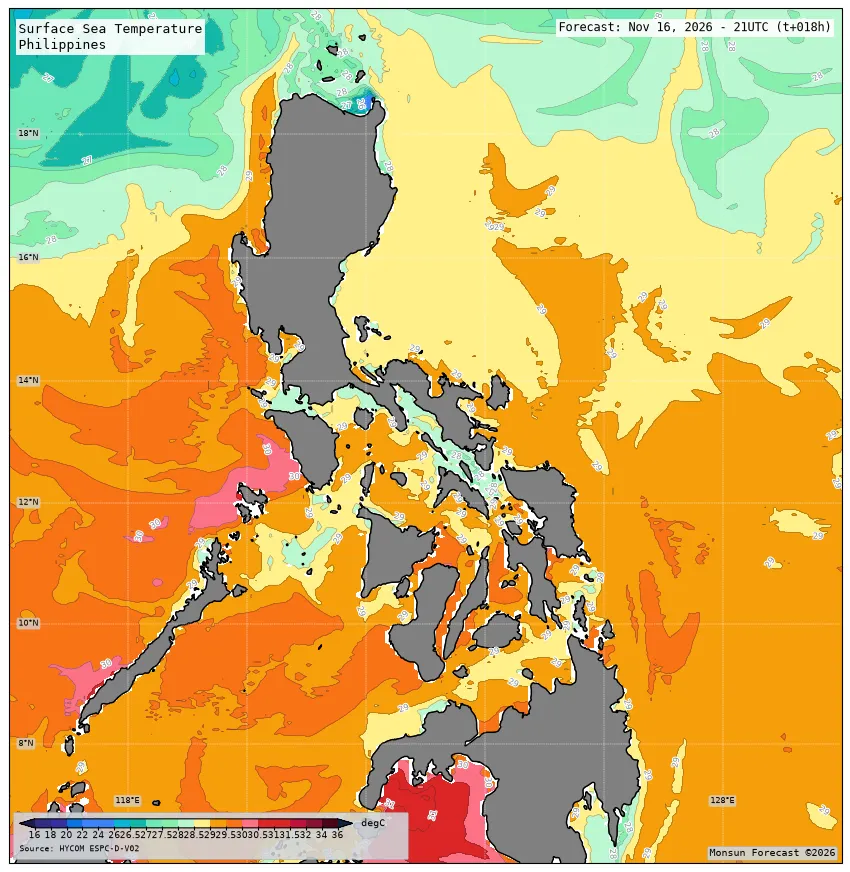 Surface Sea Temperature
Philippines
Forecast: Nov 16, 2026 - 21UTC (t+018h)
18°N
16°N
14°N
12°N
10°N
8°N
118°E
128°E
16 18 20 22 24 26 26.5 27 27.5 28 28.5 29 29.5 30 30.5 31 31.5 32 34 36 degC
Source: HYCOM ESPC-D-V02
Monsun Forecast ©2026